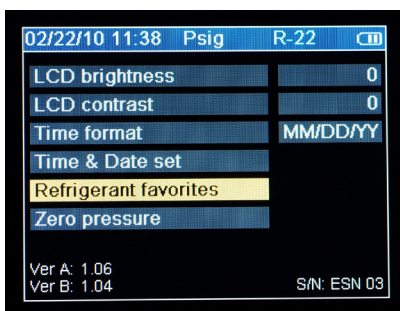 02/22/10 11:38 Psig R-22
LCD brightness 0
LCD contrast 0
Time format MM/DD/YY
Time & Date set
Refrigerant favorites
Zero pressure
Ver A: 1.06
Ver B: 1.04 S/N: ESN 03